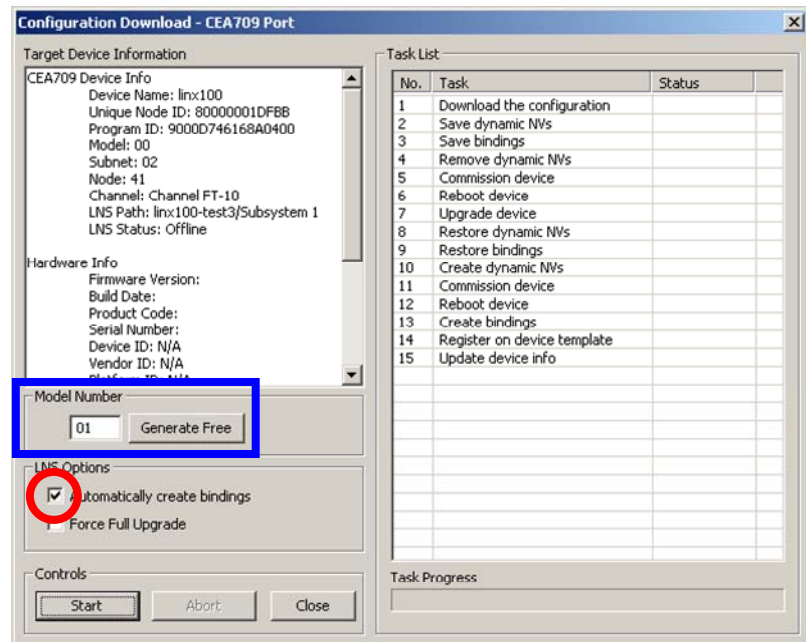 Configuration Download - CEA709 Port
Target Device Information
CEA709 Device Info
Device Name: linx100
Unique Node ID: 80000001DFBB
Program ID: 9000D746168A0400
Model: 00
Subnet: 02
Node: 41
Channel: Channel FT-10
LNS Path: linx100-test3/Subsystem 1
LNS Status: Offline
Hardware Info
Firmware Version:
Build Date:
Product Code:
Serial Number:
Device ID: N/A
Vendor ID: N/A
Model Number
01 Generate Free
LNS Options
Automatically create bindings
Force Full Upgrade
Controls
Start Abort Close
Task List
No. Task Status
1 Download the configuration
2 Save dynamic NVs
3 Save bindings
4 Remove dynamic NVs
5 Commission device
6 Reboot device
7 Upgrade device
8 Restore dynamic NVs
9 Restore bindings
10 Create dynamic NVs
11 Commission device
12 Reboot device
13 Create bindings
14 Register on device template
15 Update device info
Task Progress